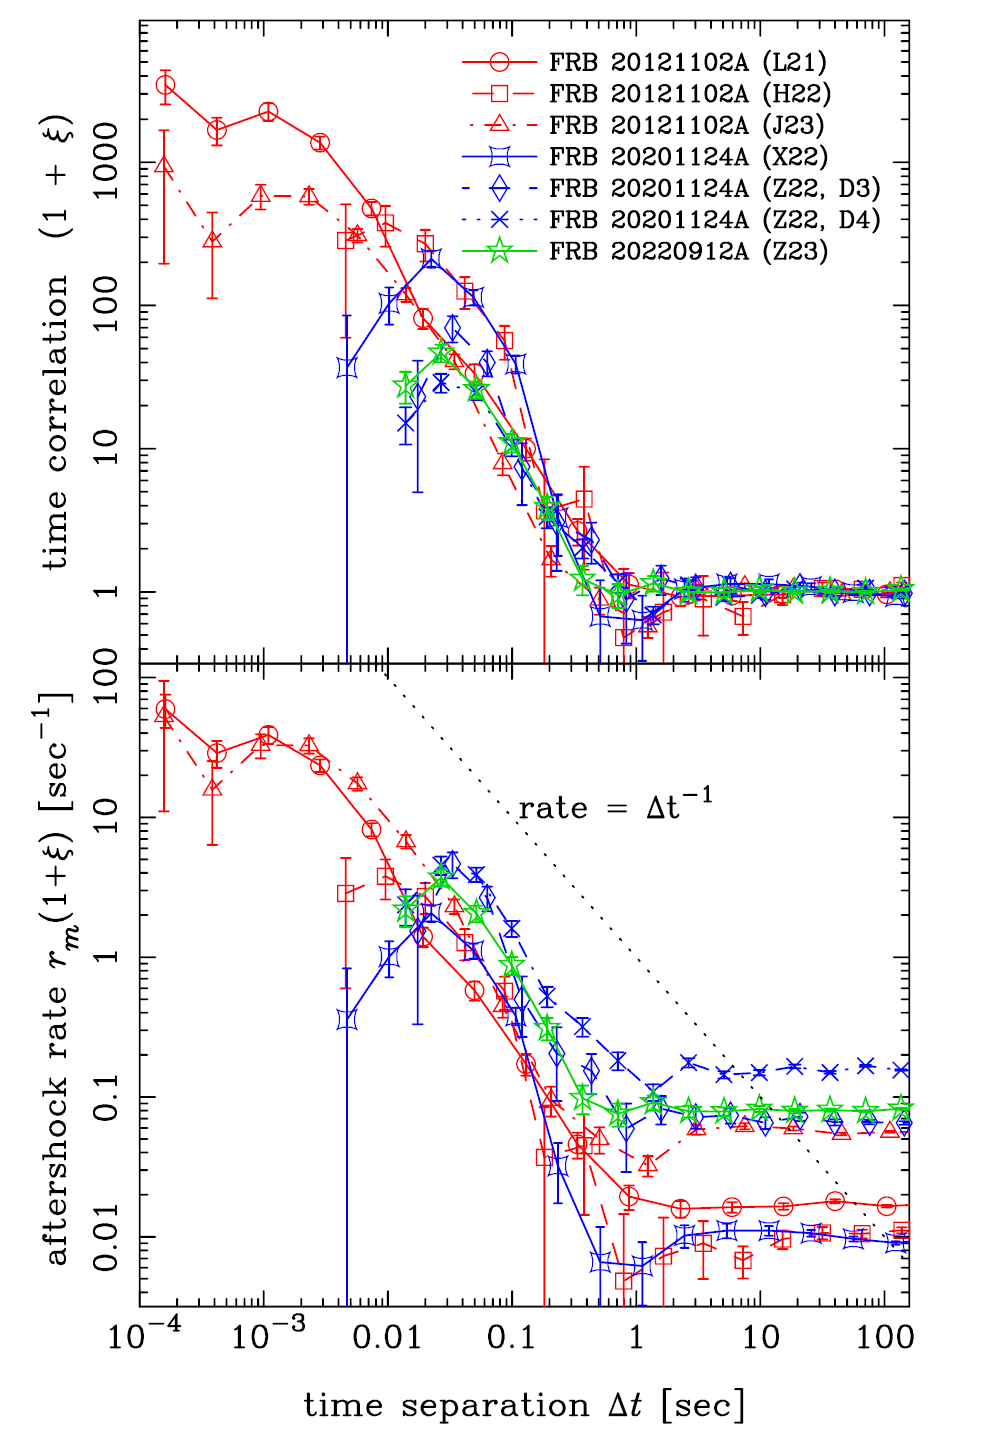 time correlation (1 + ξ)
1000
100
10
1
FRB 20121102A (L21)
FRB 20121102A (H22)
FRB 20121102A (J23)
FRB 20201124A (X22)
FRB 20201124A (Z22, D3)
FRB 20201124A (Z22, D4)
FRB 20220912A (Z23)
aftershock rate r_m(1+ξ) [sec⁻¹]
100
10
1
0.1
0.01
rate = Δt⁻¹
10⁻⁴ 10⁻³ 0.01 0.1 1 10 100
time separation Δt [sec]